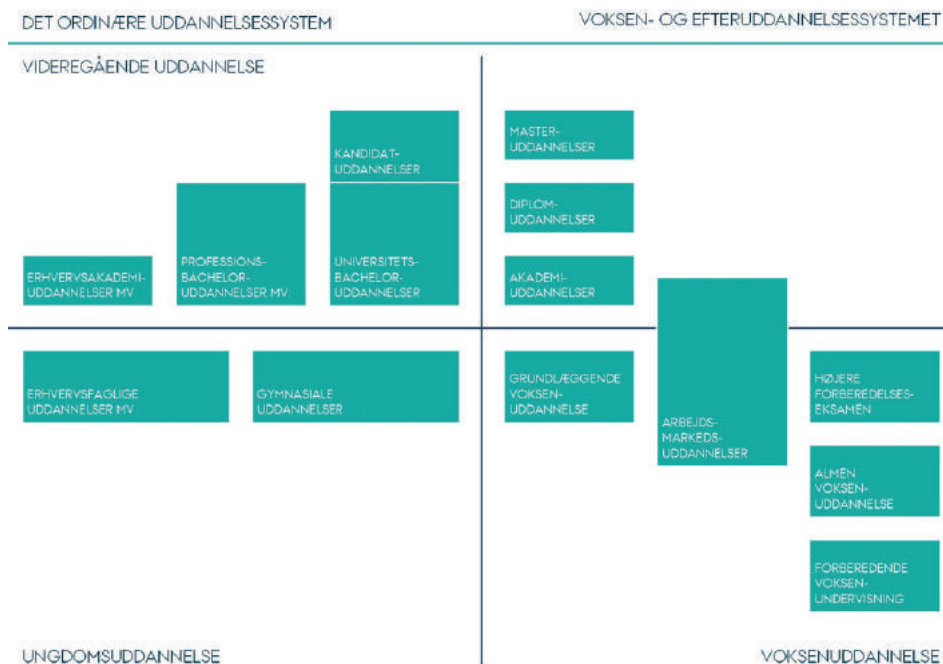 DET ORDINÆRE UDDANNELSESSYSTEM
VOKSEN- OG EFTERUDDANNELSESSYSTEMET
VIDEREGÅENDE UDDANNELSE
KANDIDAT-
UDDANNELSER
PROFESSIONS-
BACHELOR-
UDDANNELSER MV.
UNIVERSITETS-
BACHELOR-
UDDANNELSER
ERHVERVSAKADEMI-
UDDANNELSER MV.
MASTER-
UDDANNELSER
DIPLOM-
UDDANNELSER
AKADEMI-
UDDANNELSER
ERHVERVSFAGLIGE
UDDANNELSER MV
GYMNASIALE
UDDANNELSER
GRUNDLÆGGENDE
VOKSEN-
UDDANNELSE
ARBEJDS-
MARKEDS-
UDDANNELSER
HØJERE
FORBEREDELSES-
EKSAMEN
ALMEN
VOKSEN-
UDDANNELSE
FORBEREDENDE
VOKSEN-
UNDERVISNING
UNGDOMSUDDANNELSE
VOKSENUDDANNELSE